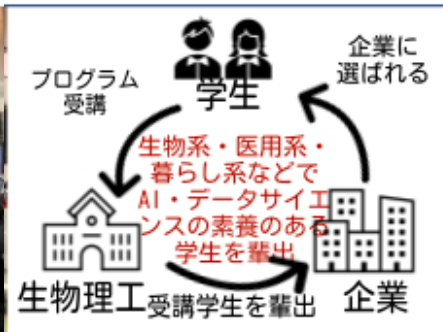 学生
企業に
選ばれる
プログラム
受講
生物系・医用系・
暮らし系などで
AI・データサイエ
ンスの素養のある
学生を輩出
生物理工
受講学生を輩出
企業